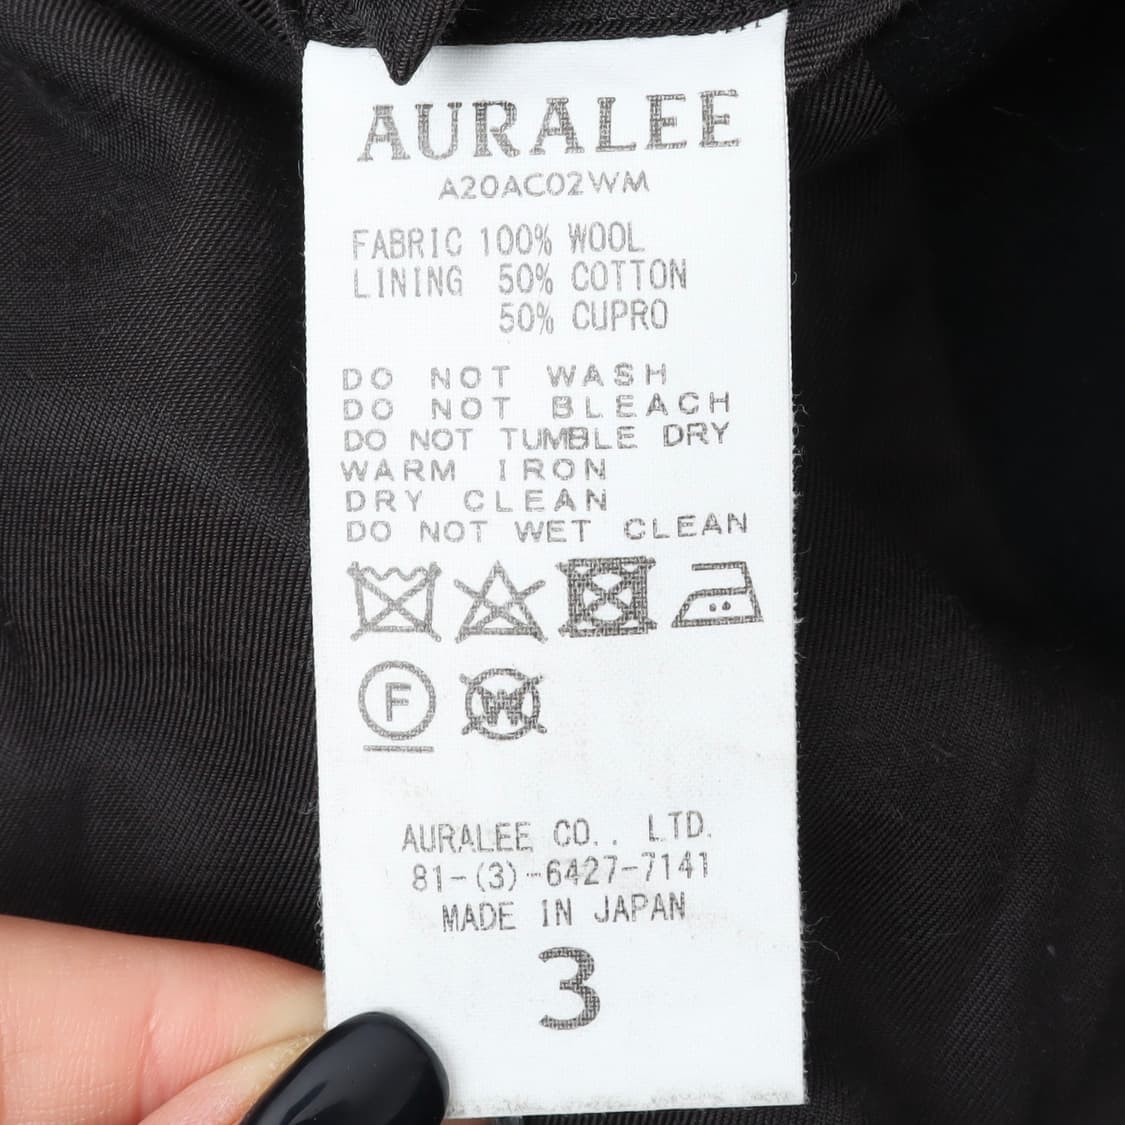 AURALEE
A20AC02WM
FABRIC 100% WOOL
LINING 50% COTTON
50% CUPRO
DO NOT WASH
DO NOT BLEACH
DO NOT TUMBLE DRY
WARM IRON
DRY CLEAN
DO NOT WET CLEAN
F W
AURALEE CO., LTD.
81-(3)-6427-7141
MADE IN JAPAN
3